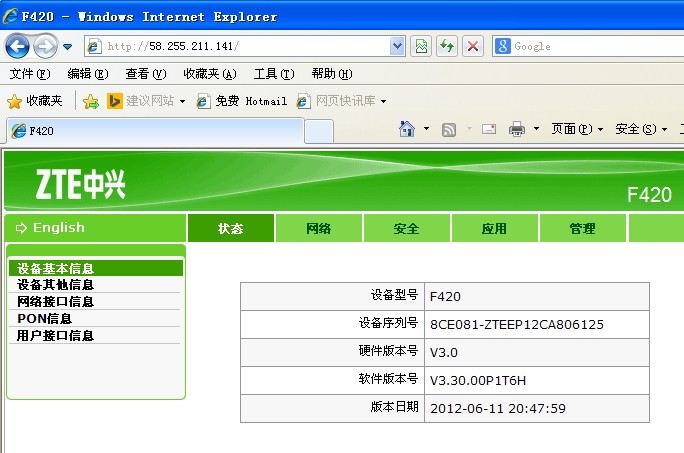 F420 - Windows Internet Explorer
http://58.255.211.141/
Google
文件(F) 编辑(E) 查看(V) 收藏夹(A) 工具(T) 帮助(H)
收藏夹 建议网站 免费 Hotmail 网页快讯库
F420
页面(P) 安全(S)
ZTE中兴
F420
English
状态 网络 安全 应用 管理
设备基本信息
设备其他信息
网络接口信息
PON信息
用户接口信息
设备型号 F420
设备序列号 8CE081-ZTEEP12CA806125
硬件版本号 V3.0
软件版本号 V3.30.00P1T6H
版本日期 2012-06-11 20:47:59